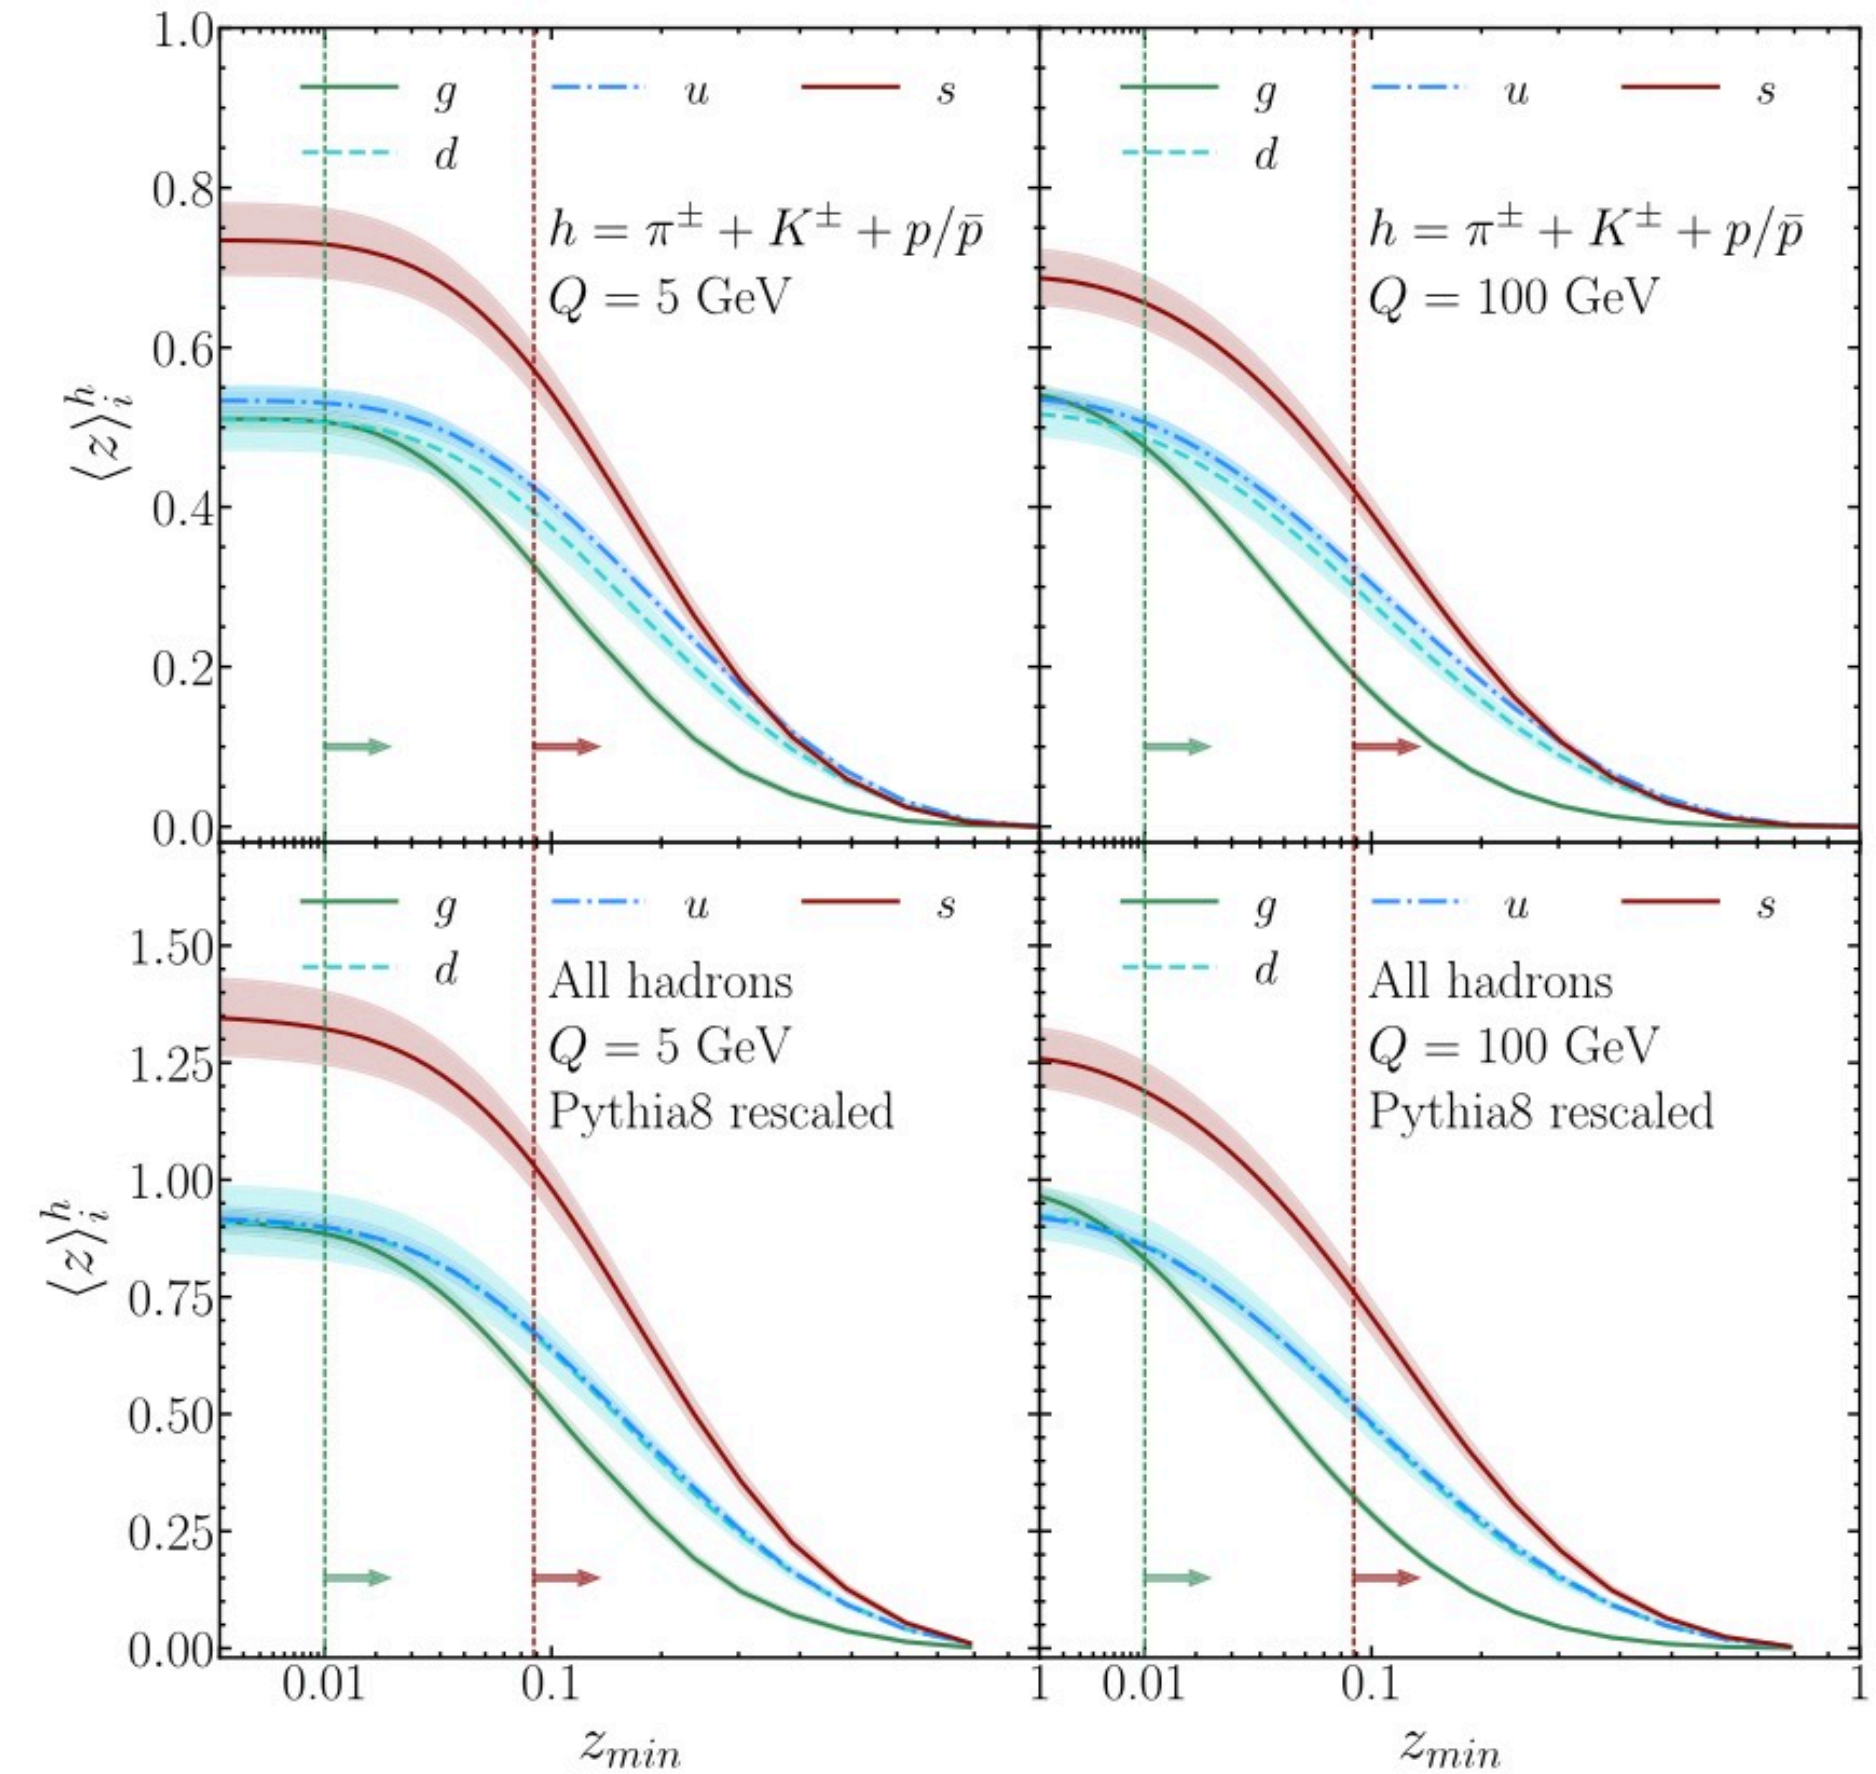 1.0
0.8
0.6
0.4
0.2
0.0
⟨z⟩_i^h
g u s
d
h = π^± + K^± + p/p̄
Q = 5 GeV
g u s
d
h = π^± + K^± + p/p̄
Q = 100 GeV
1.50
1.25
1.00
0.75
0.50
0.25
0.00
⟨z⟩_i^h
g u s
d
All hadrons
Q = 5 GeV
Pythia8 rescaled
g u s
d
All hadrons
Q = 100 GeV
Pythia8 rescaled
0.01 0.1 1 0.01 0.1 1
z_min z_min